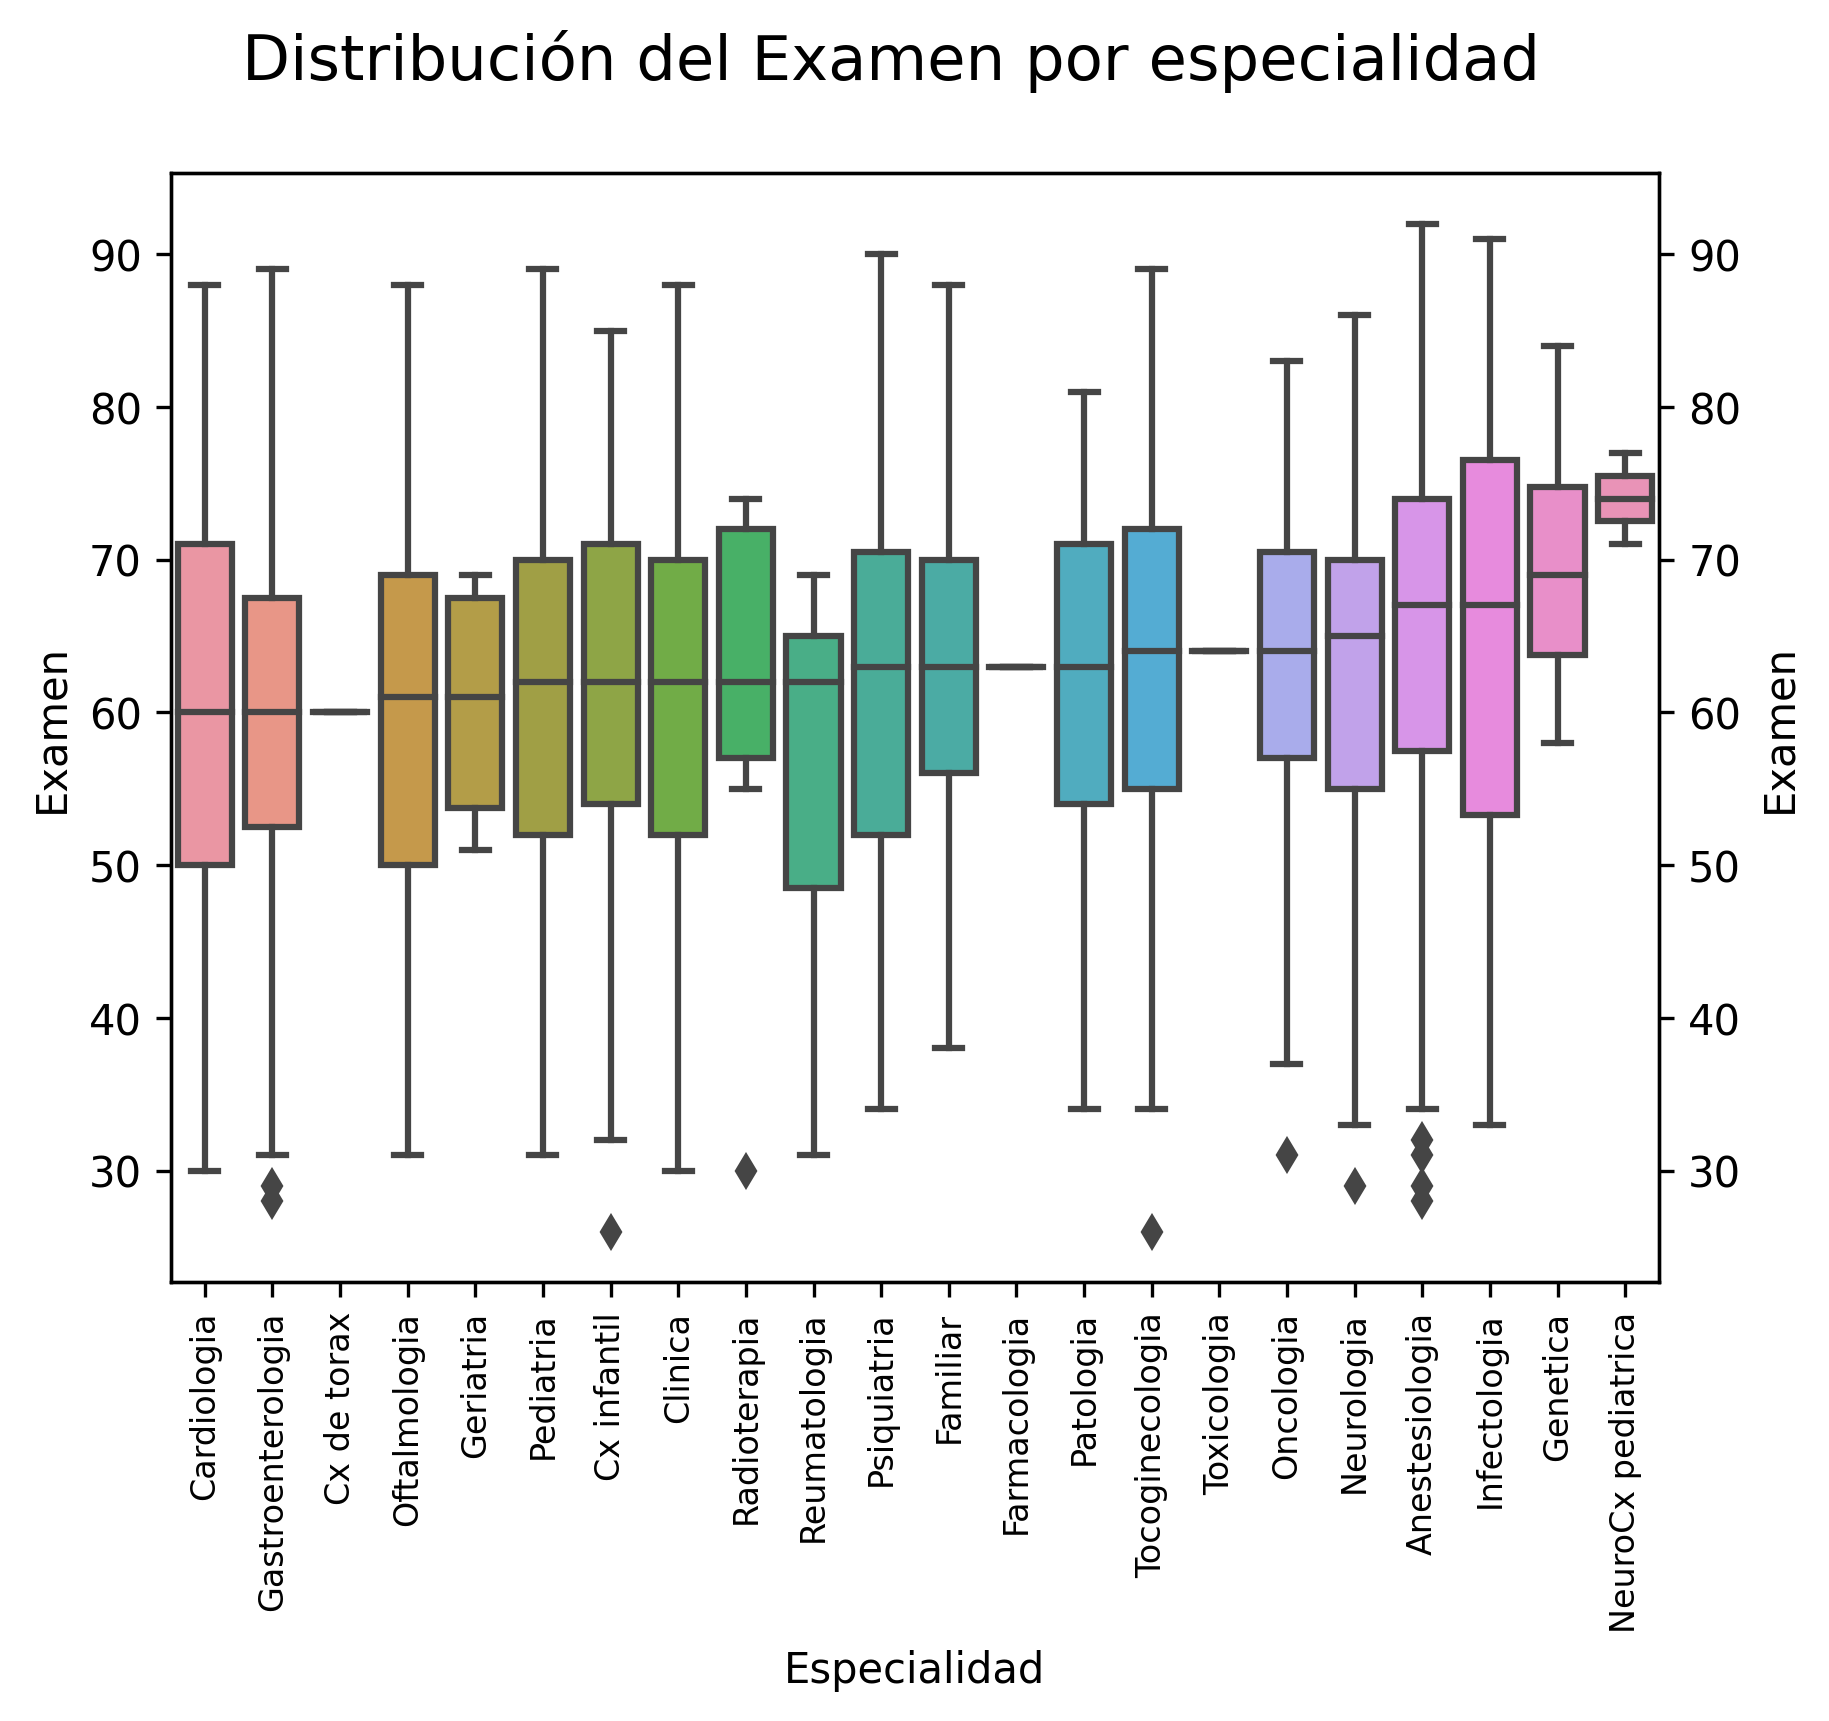 Distribución del Examen por especialidad
90
80
70
60
50
40
30
Examen
90
80
70
60
50
40
30
Examen
Cardiologia
Gastroenterologia
Cx de torax
Oftalmologia
Geriatria
Pediatria
Cx infantil
Clinica
Radioterapia
Reumatologia
Psiquiatria
Familiar
Farmacologia
Patologia
Tocoginecologia
Toxicologia
Oncologia
Neurologia
Anestesiologia
Infectologia
Genetica
NeuroCx pediatrica
Especialidad